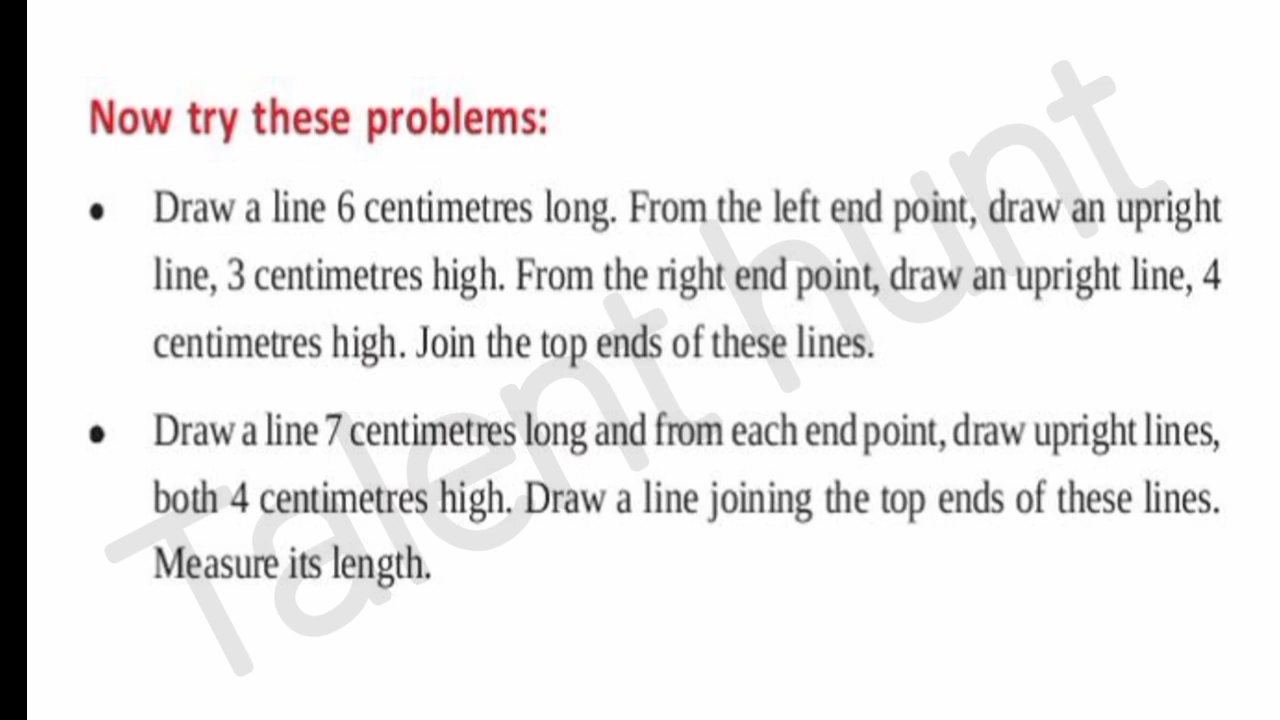 Now try these problems:
• Draw a line 6 centimetres long. From the left end point, draw an upright
line, 3 centimetres high. From the right end point, draw an upright line, 4
centimetres high. Join the top ends of these lines.
• Draw a line 7 centimetres long and from each end point, draw upright lines,
both 4 centimetres high. Draw a line joining the top ends of these lines.
Measure its length.
Talent hunt